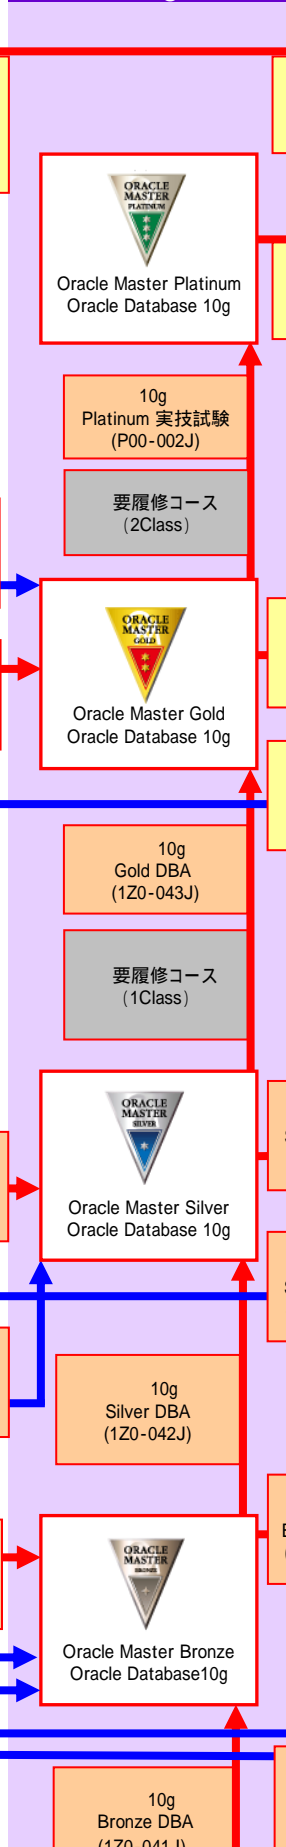 ORACLE
MASTER
PLATINUM
Oracle Master Platinum
Oracle Database 10g
10g
Platinum 実技試験
(P00-002J)
要履修コース
(2Class)
ORACLE
MASTER
GOLD
Oracle Master Gold
Oracle Database 10g
10g
Gold DBA
(1Z0-043J)
要履修コース
(1Class)
ORACLE
MASTER
SILVER
Oracle Master Silver
Oracle Database 10g
10g
Silver DBA
(1Z0-042J)
ORACLE
MASTER
BRONZE
Oracle Master Bronze
Oracle Database10g
10g
Bronze DBA
(1Z0-041J)